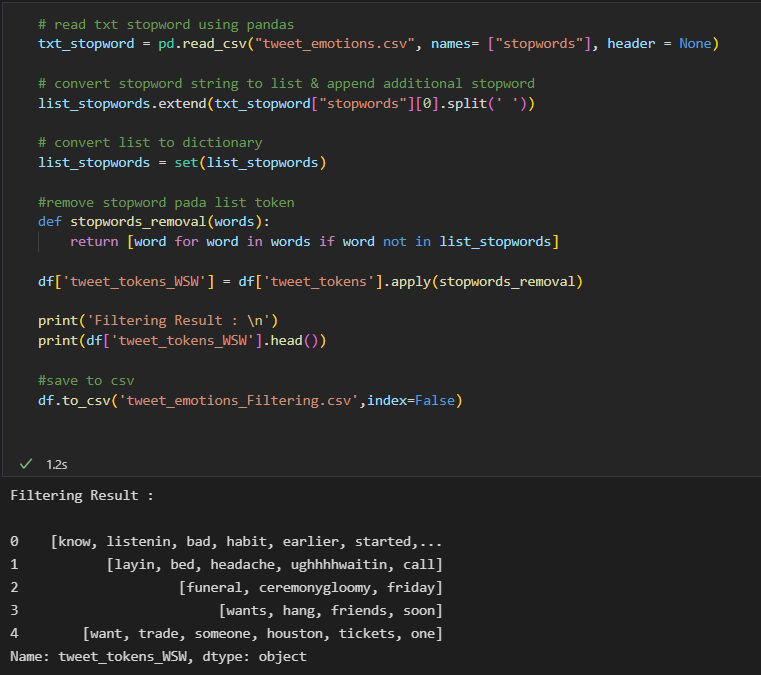 # read txt stopword using pandas
txt_stopword = pd.read_csv("tweet_emotions.csv", names= ["stopwords"], header = None)
# convert stopword string to list & append additional stopword
list_stopwords.extend(txt_stopword["stopwords"][0].split(' '))
# convert list to dictionary
list_stopwords = set(list_stopwords)
#remove stopword pada list token
def stopwords_removal(words):
    return [word for word in words if word not in list_stopwords]
df['tweet_tokens_WSW'] = df['tweet_tokens'].apply(stopwords_removal)
print('Filtering Result : \n')
print(df['tweet_tokens_WSW'].head())
#save to csv
df.to_csv('tweet_emotions_Filtering.csv',index=False)
✓ 1.2s
Filtering Result :
0    [know, listenin, bad, habit, earlier, started,...
1           [layin, bed, headache, ughhhhwaitin, call]
2                    [funeral, ceremonygloomy, friday]
3                         [wants, hang, friends, soon]
4        [want, trade, someone, houston, tickets, one]
Name: tweet_tokens_WSW, dtype: object